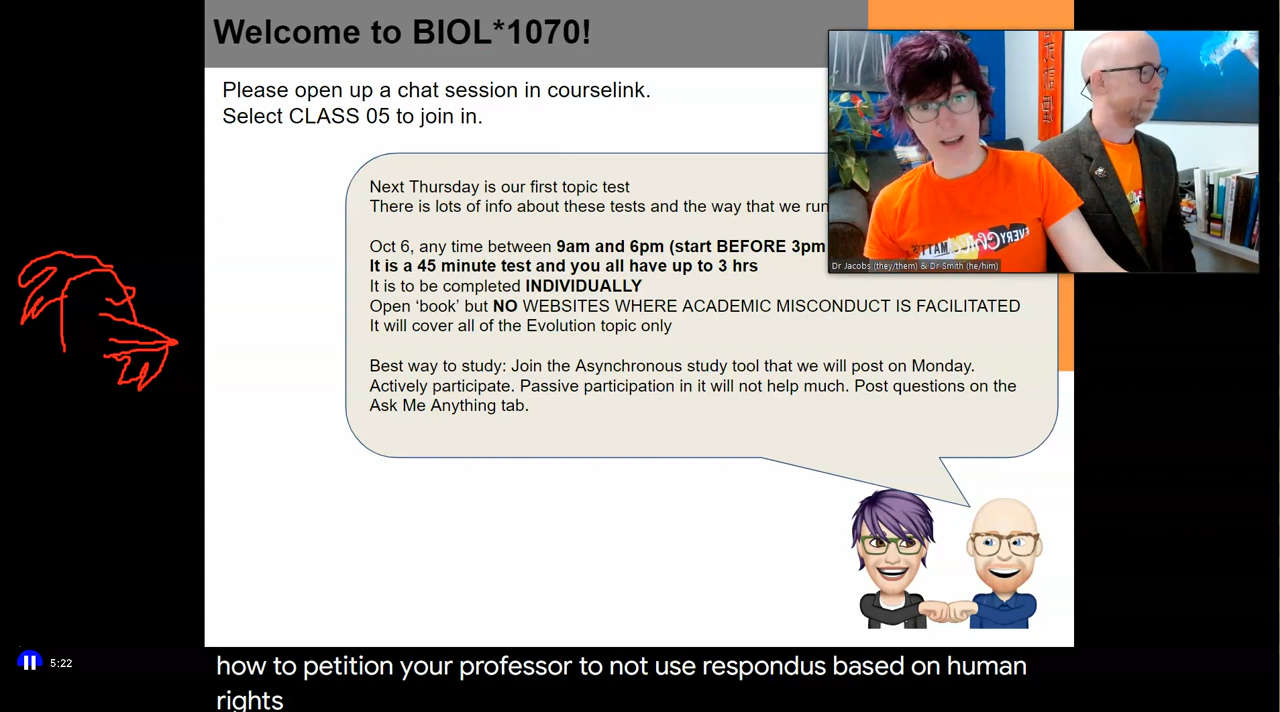 Welcome to BIOL*1070!
Please open up a chat session in courselink.
Select CLASS 05 to join in.
Next Thursday is our first topic test
There is lots of info about these tests and the way that we run
Oct 6, any time between 9am and 6pm (start BEFORE 3pm
It is a 45 minute test and you all have up to 3 hrs
It is to be completed INDIVIDUALLY
Open ‘book’ but NO WEBSITES WHERE ACADEMIC MISCONDUCT IS FACILITATED
It will cover all of the Evolution topic only
Best way to study: Join the Asynchronous study tool that we will post on Monday.
Actively participate. Passive participation in it will not help much. Post questions on the
Ask Me Anything tab.
EVERY CHILD MATT
Dr Jacobs (they/them) & Dr Smith (he/him)
5:22
how to petition your professor to not use respondus based on human
rights